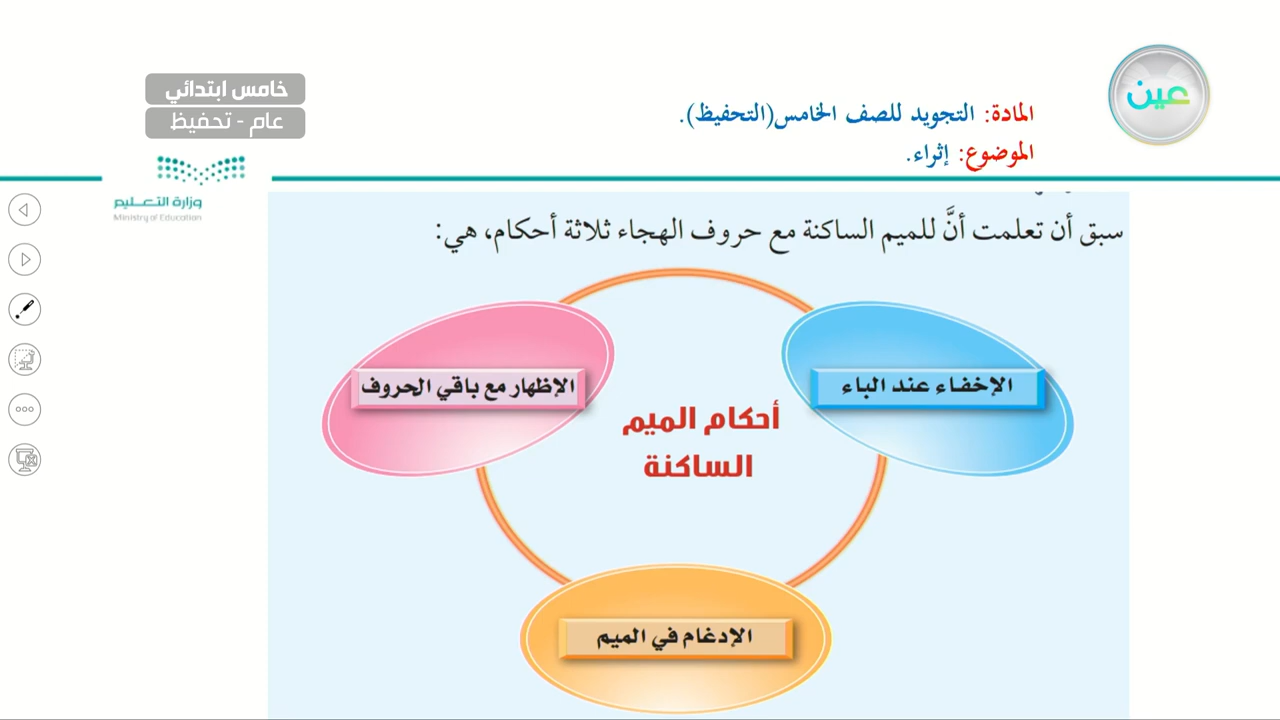 عين
خامس ابتدائي
عام - تحفيظ
المادة: التجويد للصف الخامس(التحفيظ).
الموضوع: إثراء.
وزارة التعليم
Ministry of Education
سبق أن تعلمت أنَّ للميم الساكنة مع حروف الهجاء ثلاثة أحكام، هي:
الإخفاء عند الباء
الإظهار مع باقي الحروف
أحكام الميم
الساكنة
الإدغام في الميم